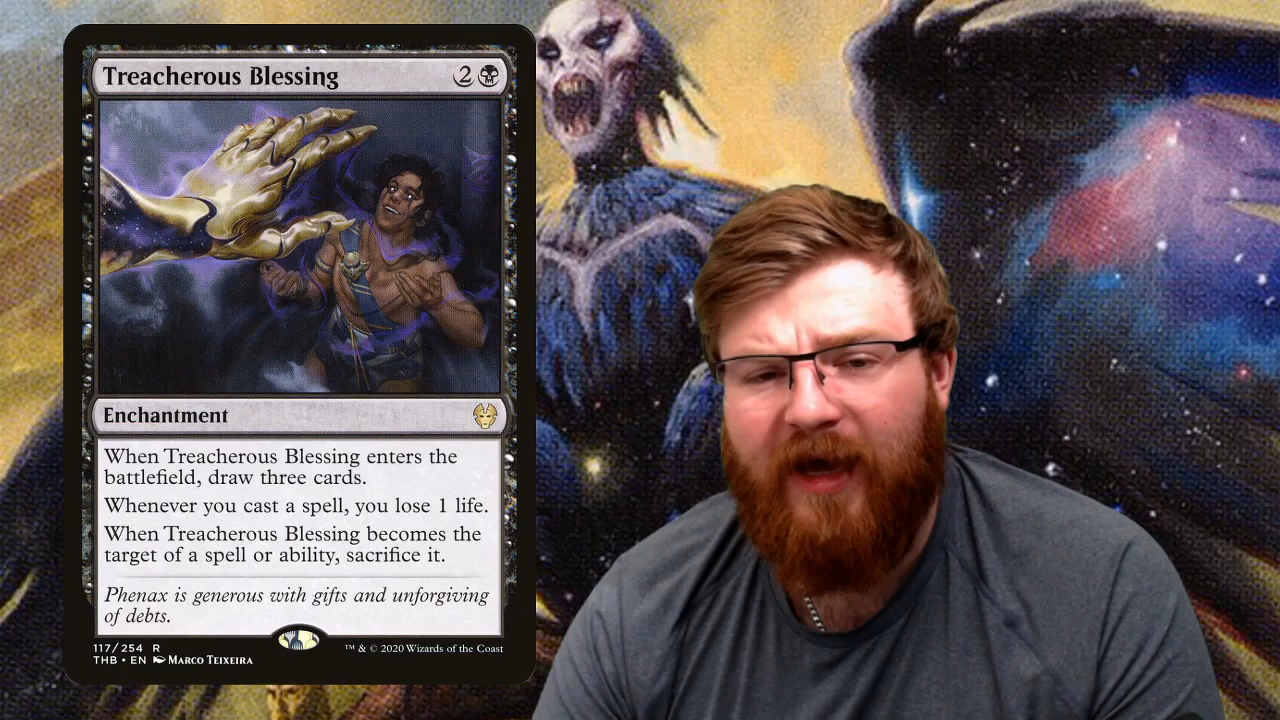 Treacherous Blessing 2
Enchantment
When Treacherous Blessing enters the
battlefield, draw three cards.
Whenever you cast a spell, you lose 1 life.
When Treacherous Blessing becomes the
target of a spell or ability, sacrifice it.
Phenax is generous with gifts and unforgiving
of debts.
117/254 R ™ & © 2020 Wizards of the Coast
THB • EN Marco Teixeira